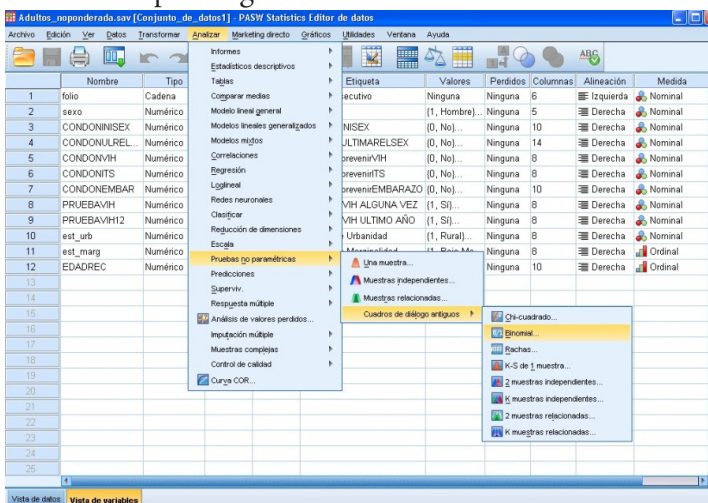 Adultos_noponderada.sav [Conjunto_de_datos1] - PASW Statistics Editor de datos
Archivo Edición Ver Datos Transformar Analizar Marketing directo Gráficos Utilidades Ventana Ayuda
Nombre Tipo Etiqueta Valores Perdidos Columnas Alineación Medida
1 folio Cadena secutivo Ninguna Ninguna 6 Izquierda Nominal
2 sexo Numérico {1, Hombre}... Ninguna 5 Derecha Nominal
3 CONDONINISEX Numérico NISEX {0, No}... Ninguna 10 Derecha Nominal
4 CONDONULREL... Numérico ULTIMARELSEX {0, No}... Ninguna 14 Derecha Nominal
5 CONDONVIH Numérico prevenirVIH {0, No}... Ninguna 8 Derecha Nominal
6 CONDONITS Numérico prevenirITS {0, No}... Ninguna 8 Derecha Nominal
7 CONDONEMBAR Numérico prevenirEMBARAZO {0, No}... Ninguna 10 Derecha Nominal
8 PRUEBAVIH Numérico VIH ALGUNA VEZ {1, Sí}... Ninguna 8 Derecha Nominal
9 PRUEBAVIH12 Numérico VIH ULTIMO AÑO {1, Sí}... Ninguna 8 Derecha Nominal
10 est_urb Numérico Urbanidad {1, Rural}... Ninguna 8 Derecha Nominal
11 est_marg Numérico Ninguna 8 Derecha Ordinal
12 EDADREC Numérico Ninguna 10 Derecha Ordinal
13
14
15
16
17
18
19
20
21
22
23
24
25
Informes
Estadísticos descriptivos
Tablas
Comparar medias
Modelo lineal general
Modelos lineales generalizados
Modelos mixtos
Correlaciones
Regresión
Loglineal
Redes neuronales
Clasificar
Reducción de dimensiones
Escala
Pruebas no paramétricas
Predicciones
Superviv.
Respuesta múltiple
Análisis de valores perdidos...
Imputación múltiple
Muestras complejas
Control de calidad
Curva COR...
Una muestra...
Muestras independientes...
Muestras relacionadas...
Cuadros de diálogo antiguos
Chi-cuadrado...
Binomial...
Rachas...
K-S de 1 muestra...
2 muestras independientes...
K muestras independientes...
2 muestras relacionadas...
K muestras relacionadas...
Vista de datos Vista de variables